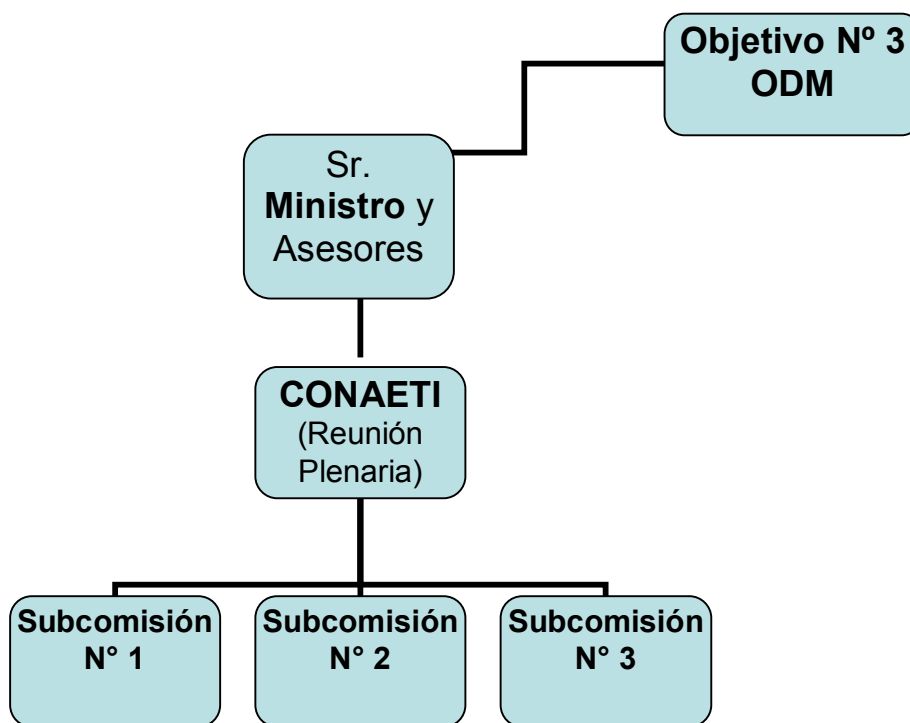 Objetivo Nº 3
ODM
Sr.
Ministro y
Asesores
CONAETI
(Reunión
Plenaria)
Subcomisión
N° 1
Subcomisión
N° 2
Subcomisión
N° 3